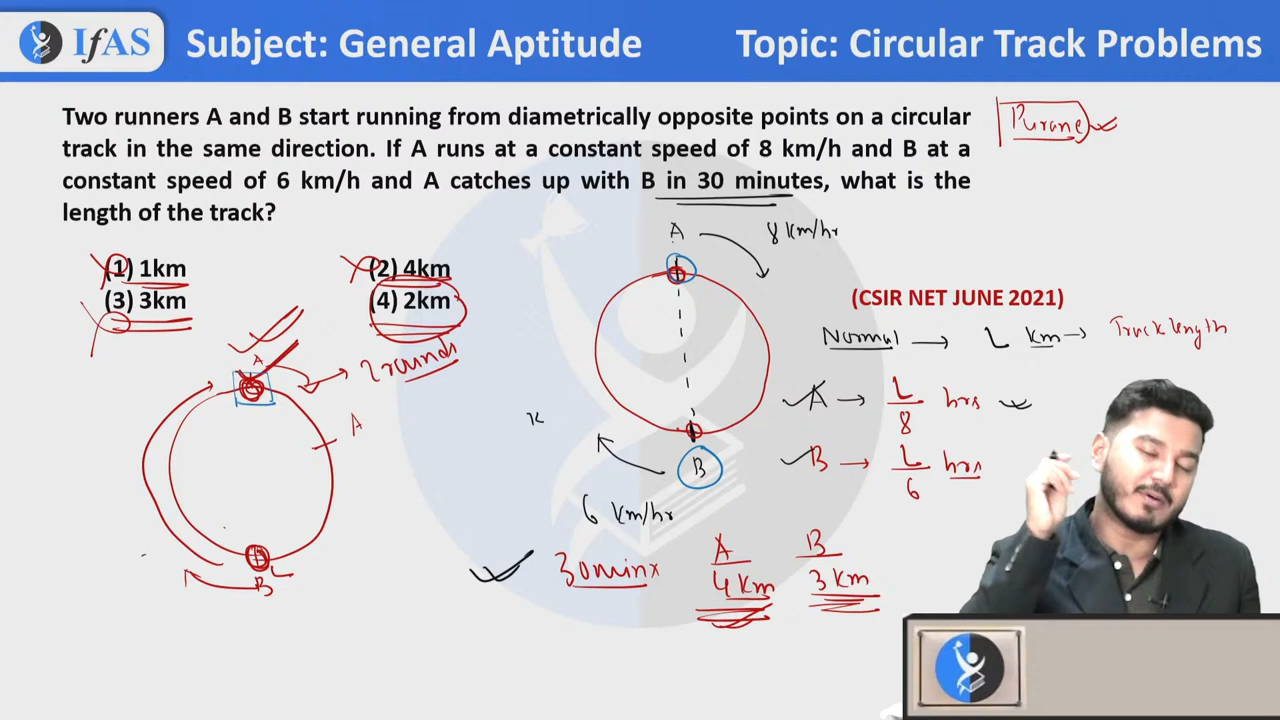 IfAS
Subject: General Aptitude
Topic: Circular Track Problems
Two runners A and B start running from diametrically opposite points on a circular
track in the same direction. If A runs at a constant speed of 8 km/h and B at a
constant speed of 6 km/h and A catches up with B in 30 minutes, what is the
length of the track?
Purane
(1) 1km
(2) 4km
(3) 3km
(4) 2km
A
8 km/hr
(CSIR NET JUNE 2021)
Normal → L km → Track length
A
2 rounds
A
A → L/8 hrs
B → L/6 hrs
B
6 km/hr
B
30min
A
4 km
B
3 km